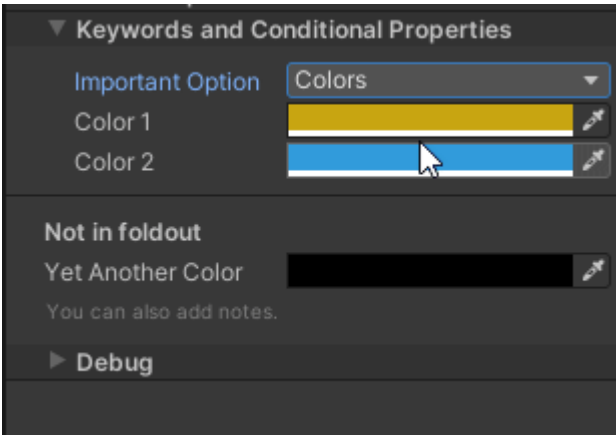 Keywords and Conditional Properties
Important Option Colors
Color 1
Color 2
Not in foldout
Yet Another Color
You can also add notes.
Debug